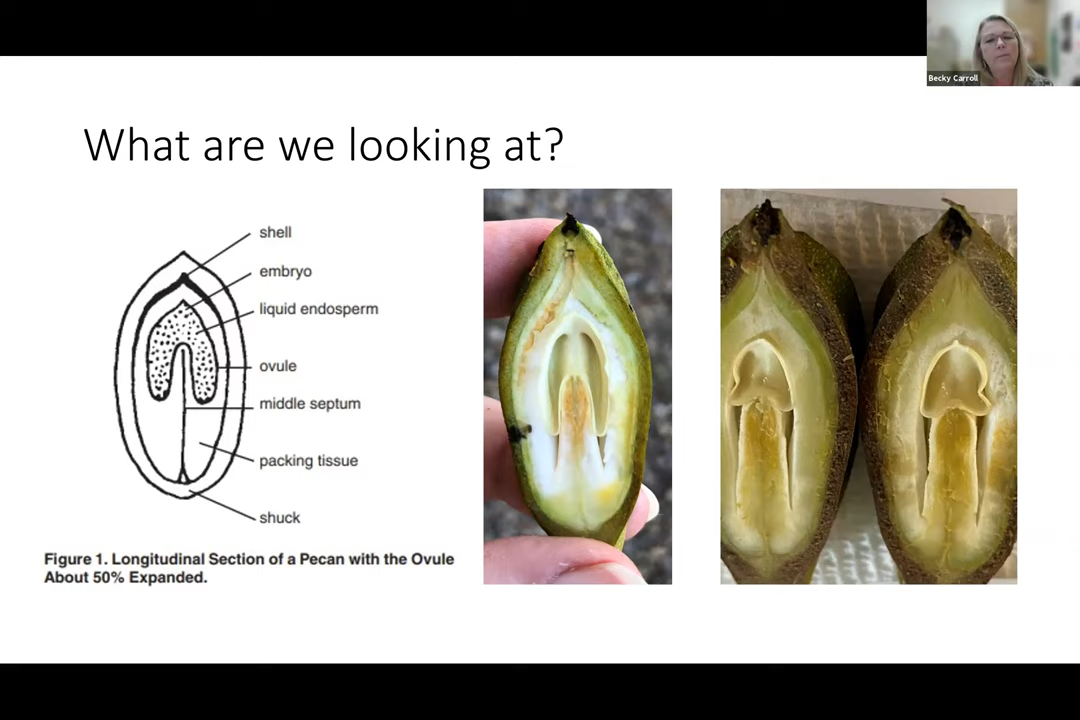 Becky Carroll
What are we looking at?
shell
embryo
liquid endosperm
ovule
middle septum
packing tissue
shuck
Figure 1. Longitudinal Section of a Pecan with the Ovule
About 50% Expanded.